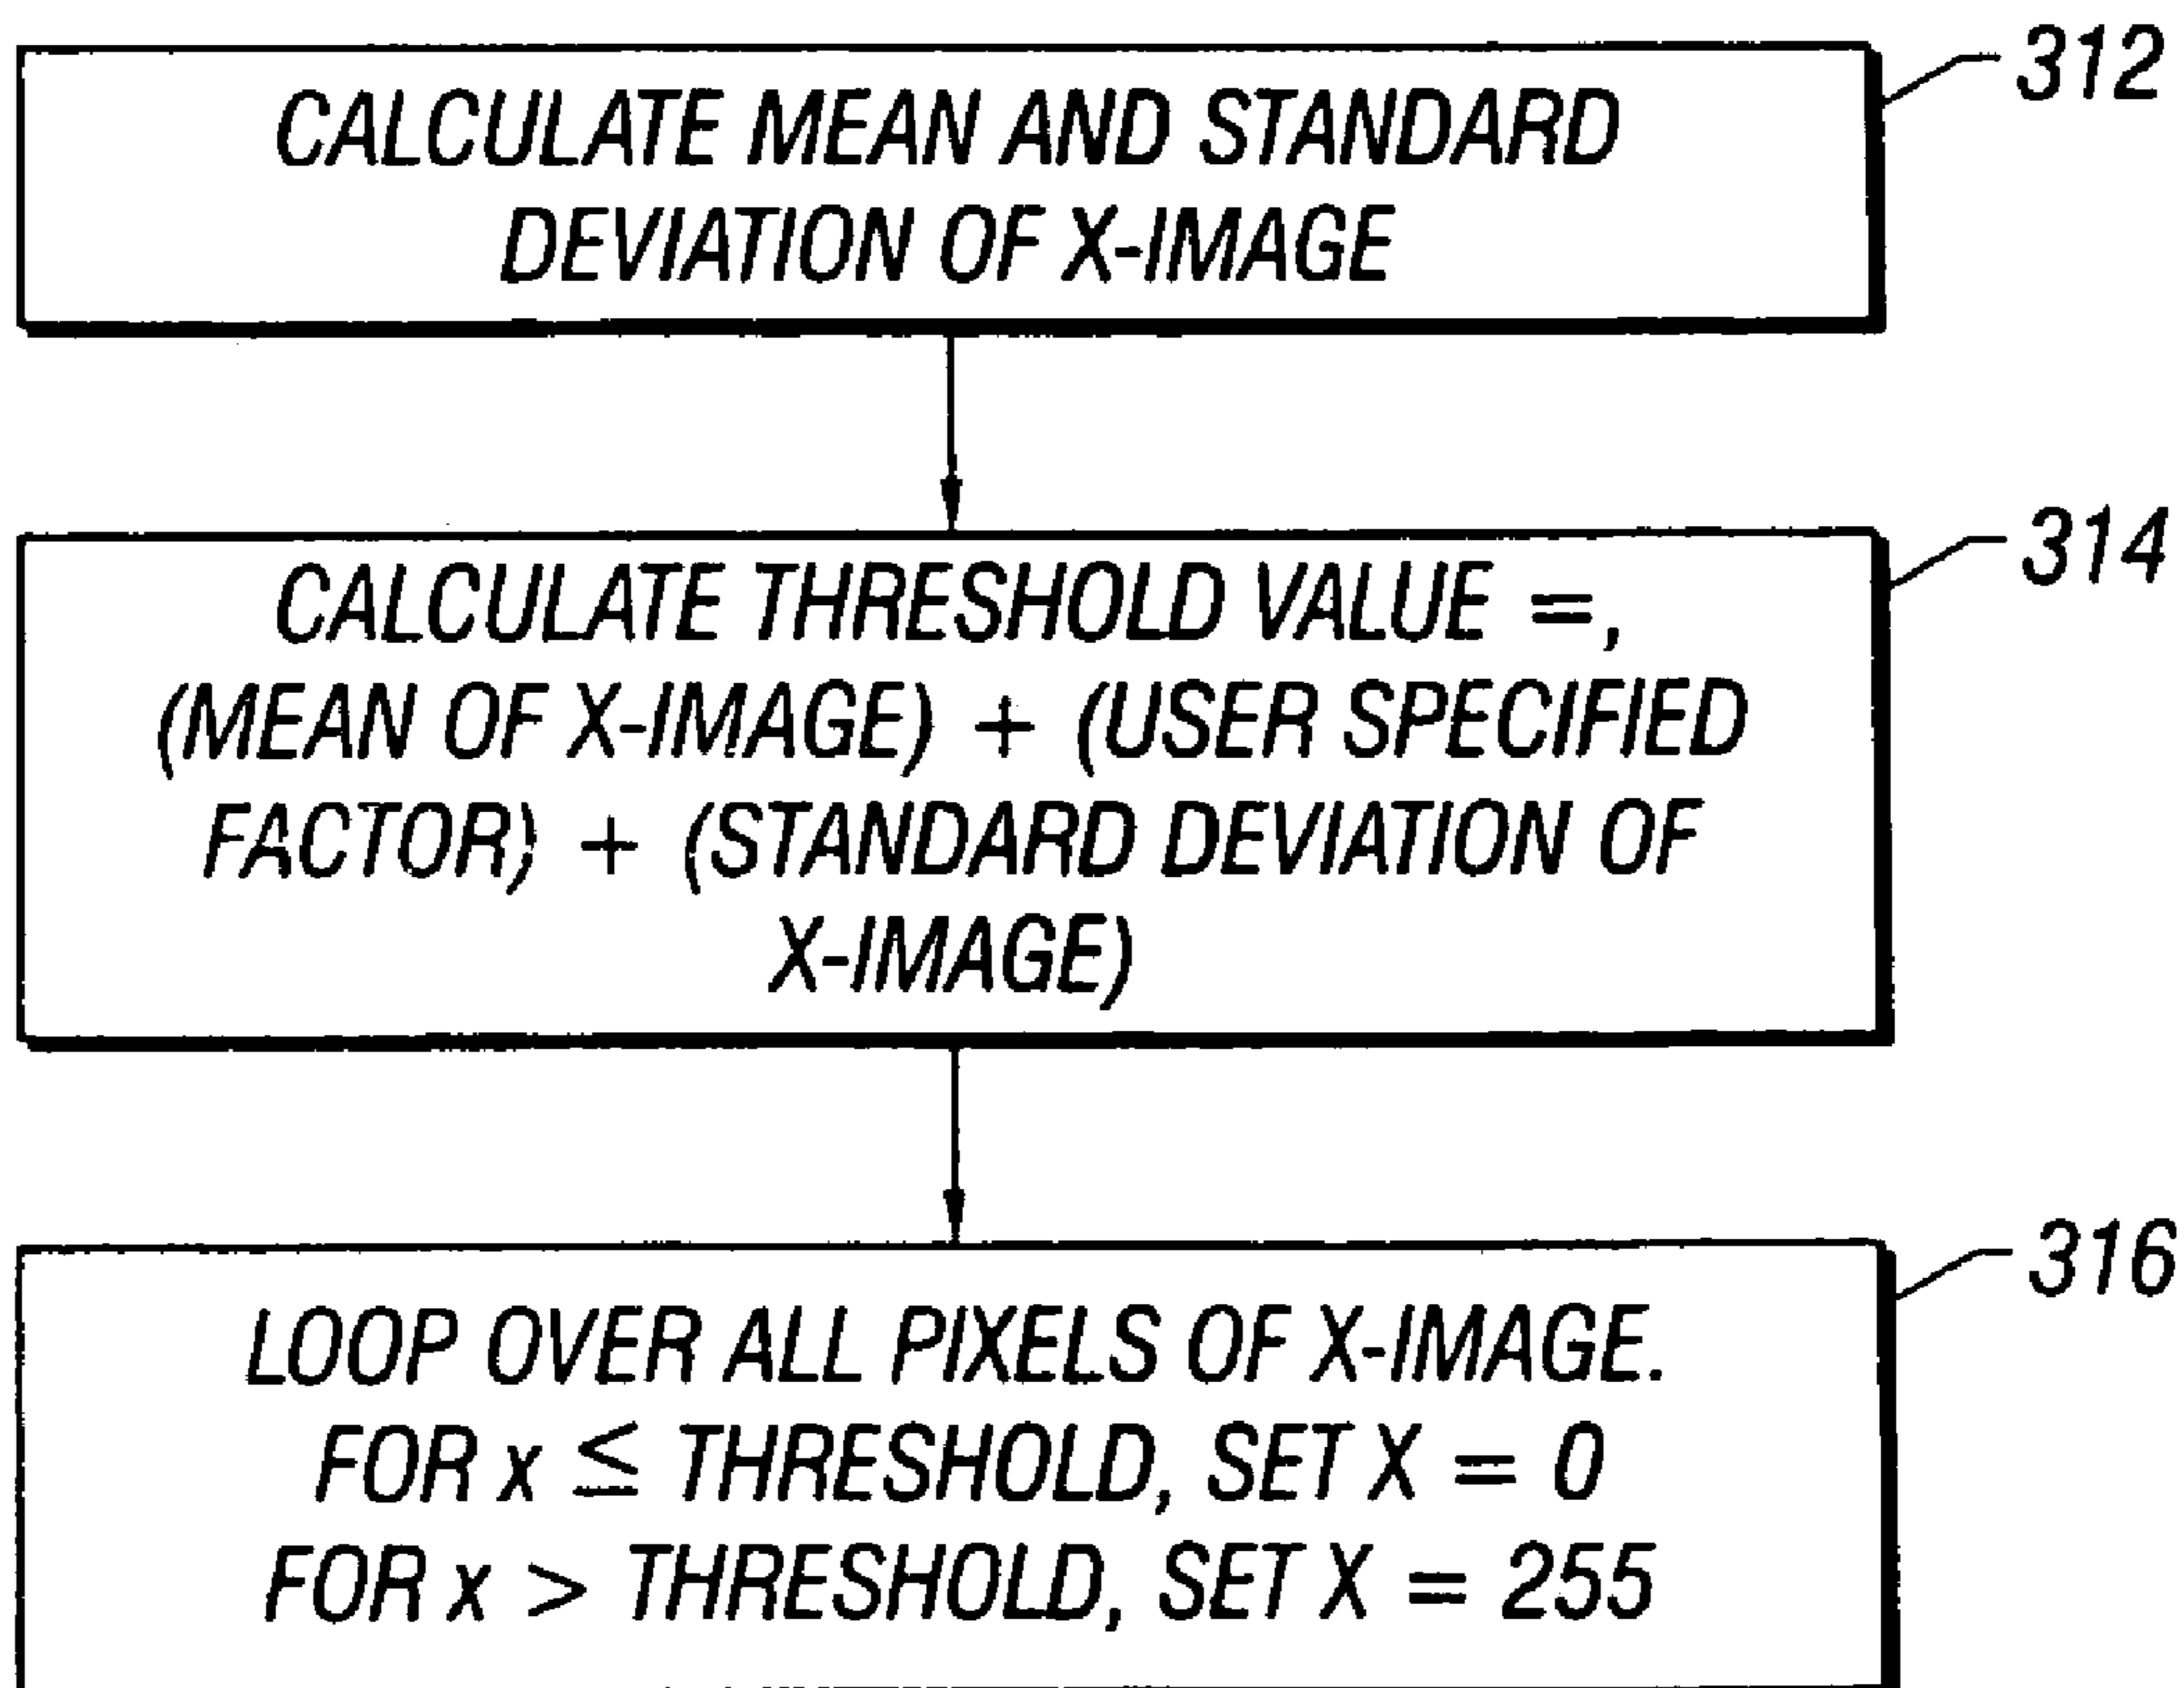 312
CALCULATE MEAN AND STANDARD
DEVIATION OF X-IMAGE
314
CALCULATE THRESHOLD VALUE =,
(MEAN OF X-IMAGE) + (USER SPECIFIED
FACTOR) + (STANDARD DEVIATION OF
X-IMAGE)
316
LOOP OVER ALL PIXELS OF X-IMAGE.
FOR x ≤ THRESHOLD, SET X = 0
FOR x > THRESHOLD, SET X = 255